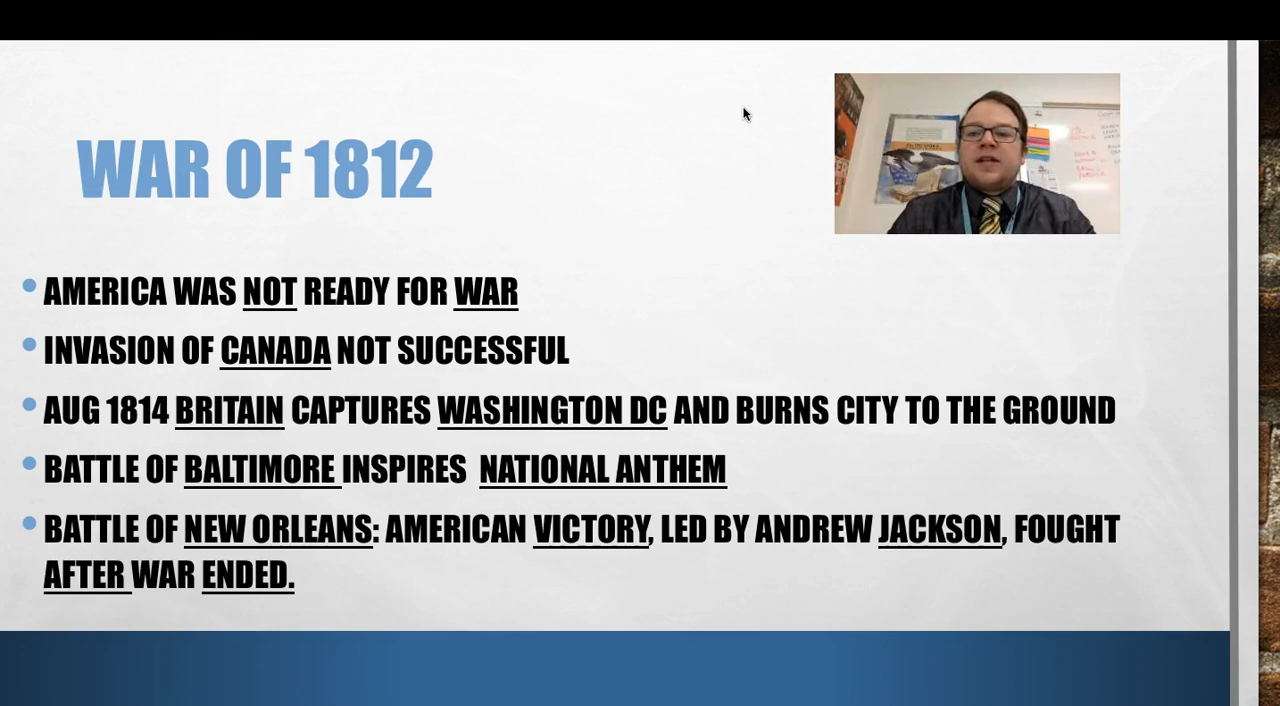 WAR OF 1812
AMERICA WAS NOT READY FOR WAR
INVASION OF CANADA NOT SUCCESSFUL
AUG 1814 BRITAIN CAPTURES WASHINGTON DC AND BURNS CITY TO THE GROUND
BATTLE OF BALTIMORE INSPIRES NATIONAL ANTHEM
BATTLE OF NEW ORLEANS: AMERICAN VICTORY, LED BY ANDREW JACKSON, FOUGHT
AFTER WAR ENDED.